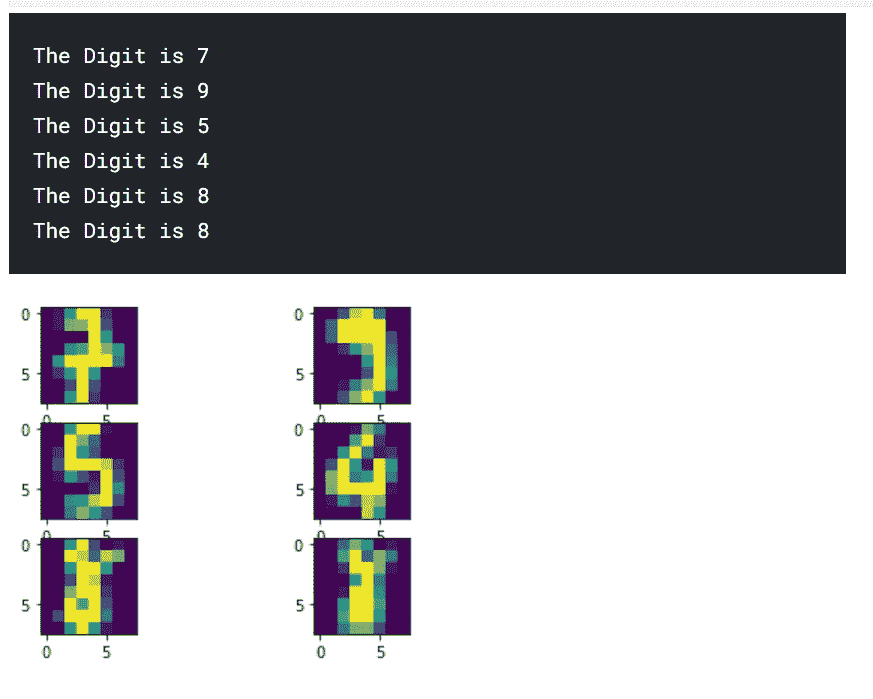 The Digit is 7
The Digit is 9
The Digit is 5
The Digit is 4
The Digit is 8
The Digit is 8
0 0
5 5
0 5 0 5
0 0
5 5
0 5 0 5
0 0
5 5
0 5 0 5